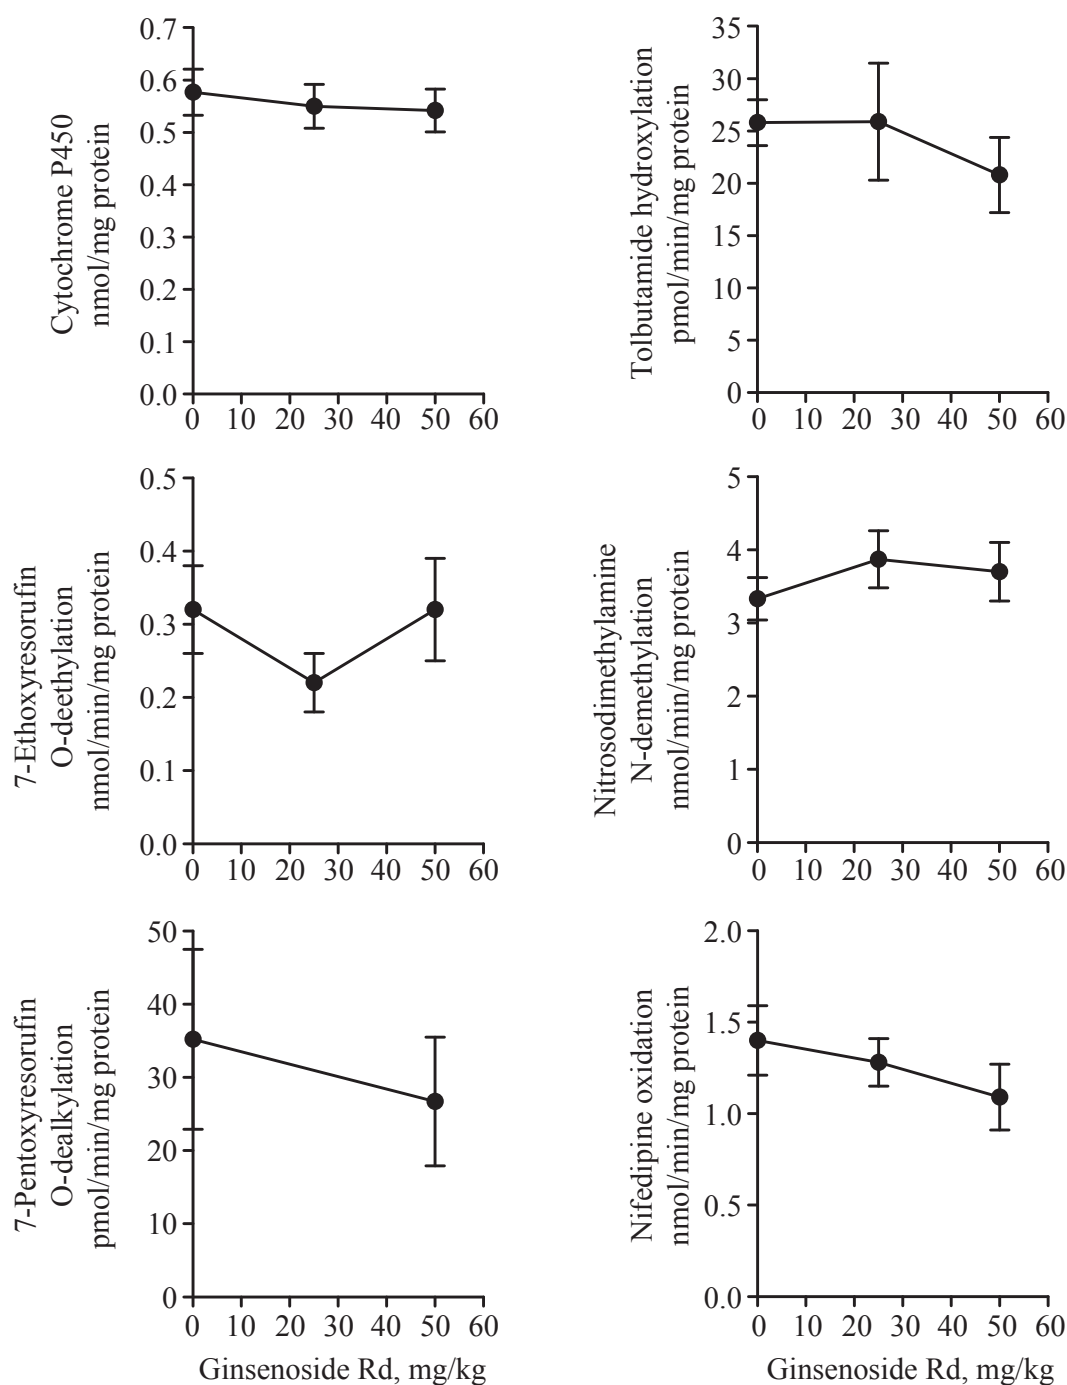 Cytochrome P450
nmol/mg protein
0.7
0.6
0.5
0.4
0.3
0.2
0.1
0.0
0 10 20 30 40 50 60
Tolbutamide hydroxylation
pmol/min/mg protein
35
30
25
20
15
10
5
0
0 10 20 30 40 50 60
7-Ethoxyresorufin
O-deethylation
nmol/min/mg protein
0.5
0.4
0.3
0.2
0.1
0.0
0 10 20 30 40 50 60
Nitrosodimethylamine
N-demethylation
nmol/min/mg protein
5
4
3
2
1
0
0 10 20 30 40 50 60
7-Pentoxyresorufin
O-dealkylation
pmol/min/mg protein
50
40
30
20
10
0
0 10 20 30 40 50 60
Ginsenoside Rd, mg/kg
Nifedipine oxidation
nmol/min/mg protein
2.0
1.5
1.0
0.5
0.0
0 10 20 30 40 50 60
Ginsenoside Rd, mg/kg